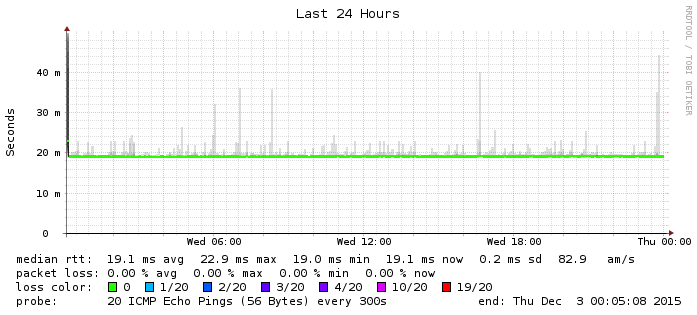 Last 24 Hours
RRDTOOL / TOBI OETIKER
Seconds
40 m
30 m
20 m
10 m
0
Wed 06:00 Wed 12:00 Wed 18:00 Thu 00:00
median rtt: 19.1 ms avg 22.9 ms max 19.0 ms min 19.1 ms now 0.2 ms sd 82.9 am/s
packet loss: 0.00 % avg 0.00 % max 0.00 % min 0.00 % now
loss color: 0 1/20 2/20 3/20 4/20 10/20 19/20
probe: 20 ICMP Echo Pings (56 Bytes) every 300s end: Thu Dec 3 00:05:08 2015